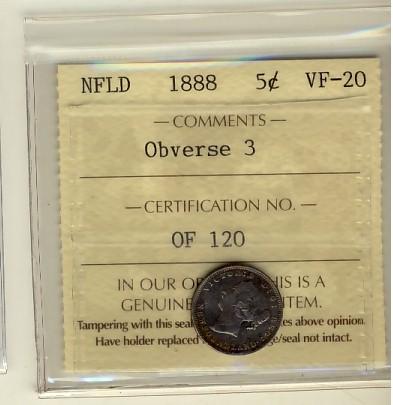 NFLD 1888 5¢ VF-20
— COMMENTS —
Obverse 3
— CERTIFICATION NO. —
OF 120
IN OUR IS A
GENUINE ITEM.
Tampering with this above opinion.
Have holder replaced seal not intact.